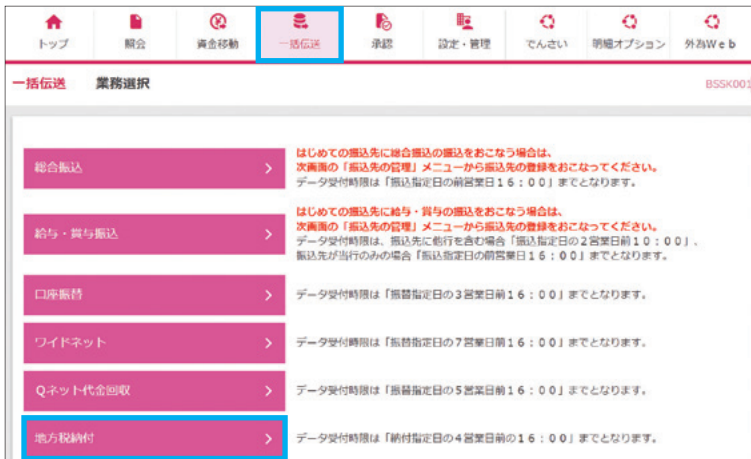 トップ
照会
資金移動
一括伝送
承認
設定・管理
でんさい
明細オプション
外為Ｗｅｂ
一括伝送 業務選択 BSSK001
総合振込
はじめての振込先に総合振込の振込をおこなう場合は、
次画面の「振込先の管理」メニューから振込先の登録をおこなってください。
データ受付時限は「振込指定日の前営業日１６：００」までとなります。
給与・賞与振込
はじめての振込先に給与・賞与の振込をおこなう場合は、
次画面の「振込先の管理」メニューから振込先の登録をおこなってください。
データ受付時限は、振込先に他行を含む場合「振込指定日の２営業日前１０：００」、
振込先が当行のみの場合「振込指定日の前営業日１６：００」までとなります。
口座振替
データ受付時限は「振替指定日の３営業日前１６：００」までとなります。
ワイドネット
データ受付時限は「振替指定日の７営業日前１６：００」までとなります。
Ｑネット代金回収
データ受付時限は「振替指定日の５営業日前１６：００」までとなります。
地方税納付
データ受付時限は「納付指定日の４営業日前の１６：００」までとなります。